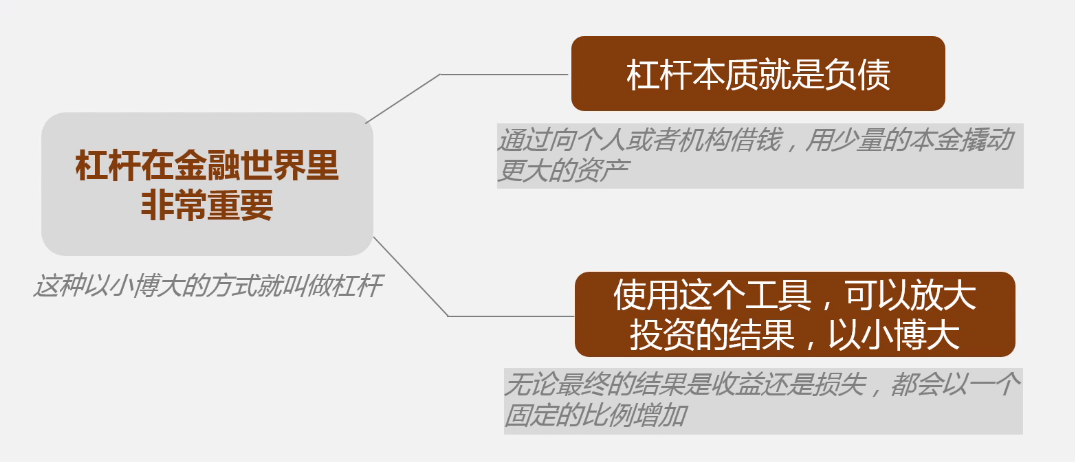 杠杆在金融世界里
非常重要
这种以小博大的方式就叫做杠杆
杠杆本质就是负债
通过向个人或者机构借钱，用少量的本金撬动
更大的资产
使用这个工具，可以放大
投资的结果，以小博大
无论最终的结果是收益还是损失，都会以一个
固定的比例增加